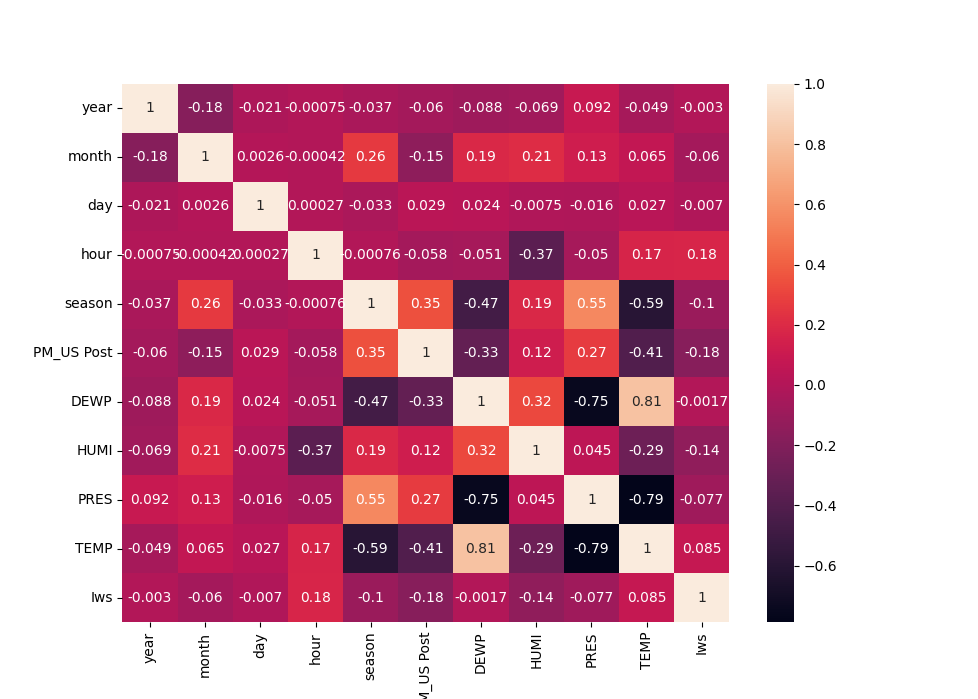 year 1 -0.18 -0.021 -0.00075 -0.037 -0.06 -0.088 -0.069 0.092 -0.049 -0.003
month -0.18 1 0.0026 -0.00042 0.26 -0.15 0.19 0.21 0.13 0.065 -0.06
day -0.021 0.0026 1 0.00027 -0.033 0.029 0.024 -0.0075 -0.016 0.027 -0.007
hour -0.00075 -0.00042 0.00027 1 -0.00076 -0.058 -0.051 -0.37 -0.05 0.17 0.18
season -0.037 0.26 -0.033 -0.00076 1 0.35 -0.47 0.19 0.55 -0.59 -0.1
PM_US Post -0.06 -0.15 0.029 -0.058 0.35 1 -0.33 0.12 0.27 -0.41 -0.18
DEWP -0.088 0.19 0.024 -0.051 -0.47 -0.33 1 0.32 -0.75 0.81 -0.0017
HUMI -0.069 0.21 -0.0075 -0.37 0.19 0.12 0.32 1 0.045 -0.29 -0.14
PRES 0.092 0.13 -0.016 -0.05 0.55 0.27 -0.75 0.045 1 -0.79 -0.077
TEMP -0.049 0.065 0.027 0.17 -0.59 -0.41 0.81 -0.29 -0.79 1 0.085
Iws -0.003 -0.06 -0.007 0.18 -0.1 -0.18 -0.0017 -0.14 -0.077 0.085 1
year month day hour season M_US Post DEWP HUMI PRES TEMP Iws
1.0
0.8
0.6
0.4
0.2
0.0
−0.2
−0.4
−0.6